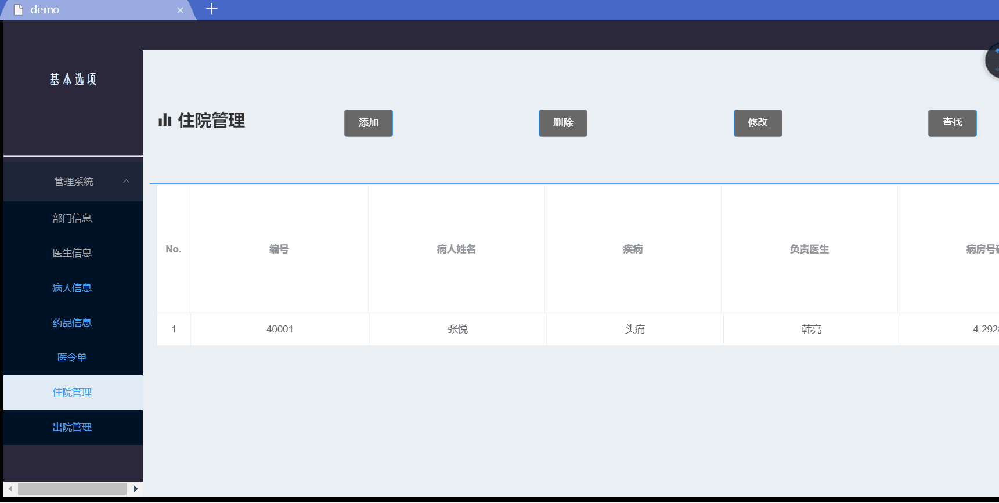 demo
基本选项
住院管理
添加
删除
修改
查找
管理系统
部门信息
医生信息
病人信息
药品信息
医令单
住院管理
出院管理
No. 编号 病人姓名 疾病 负责医生 病房号
1 40001 张悦 头痛 韩亮 4-292